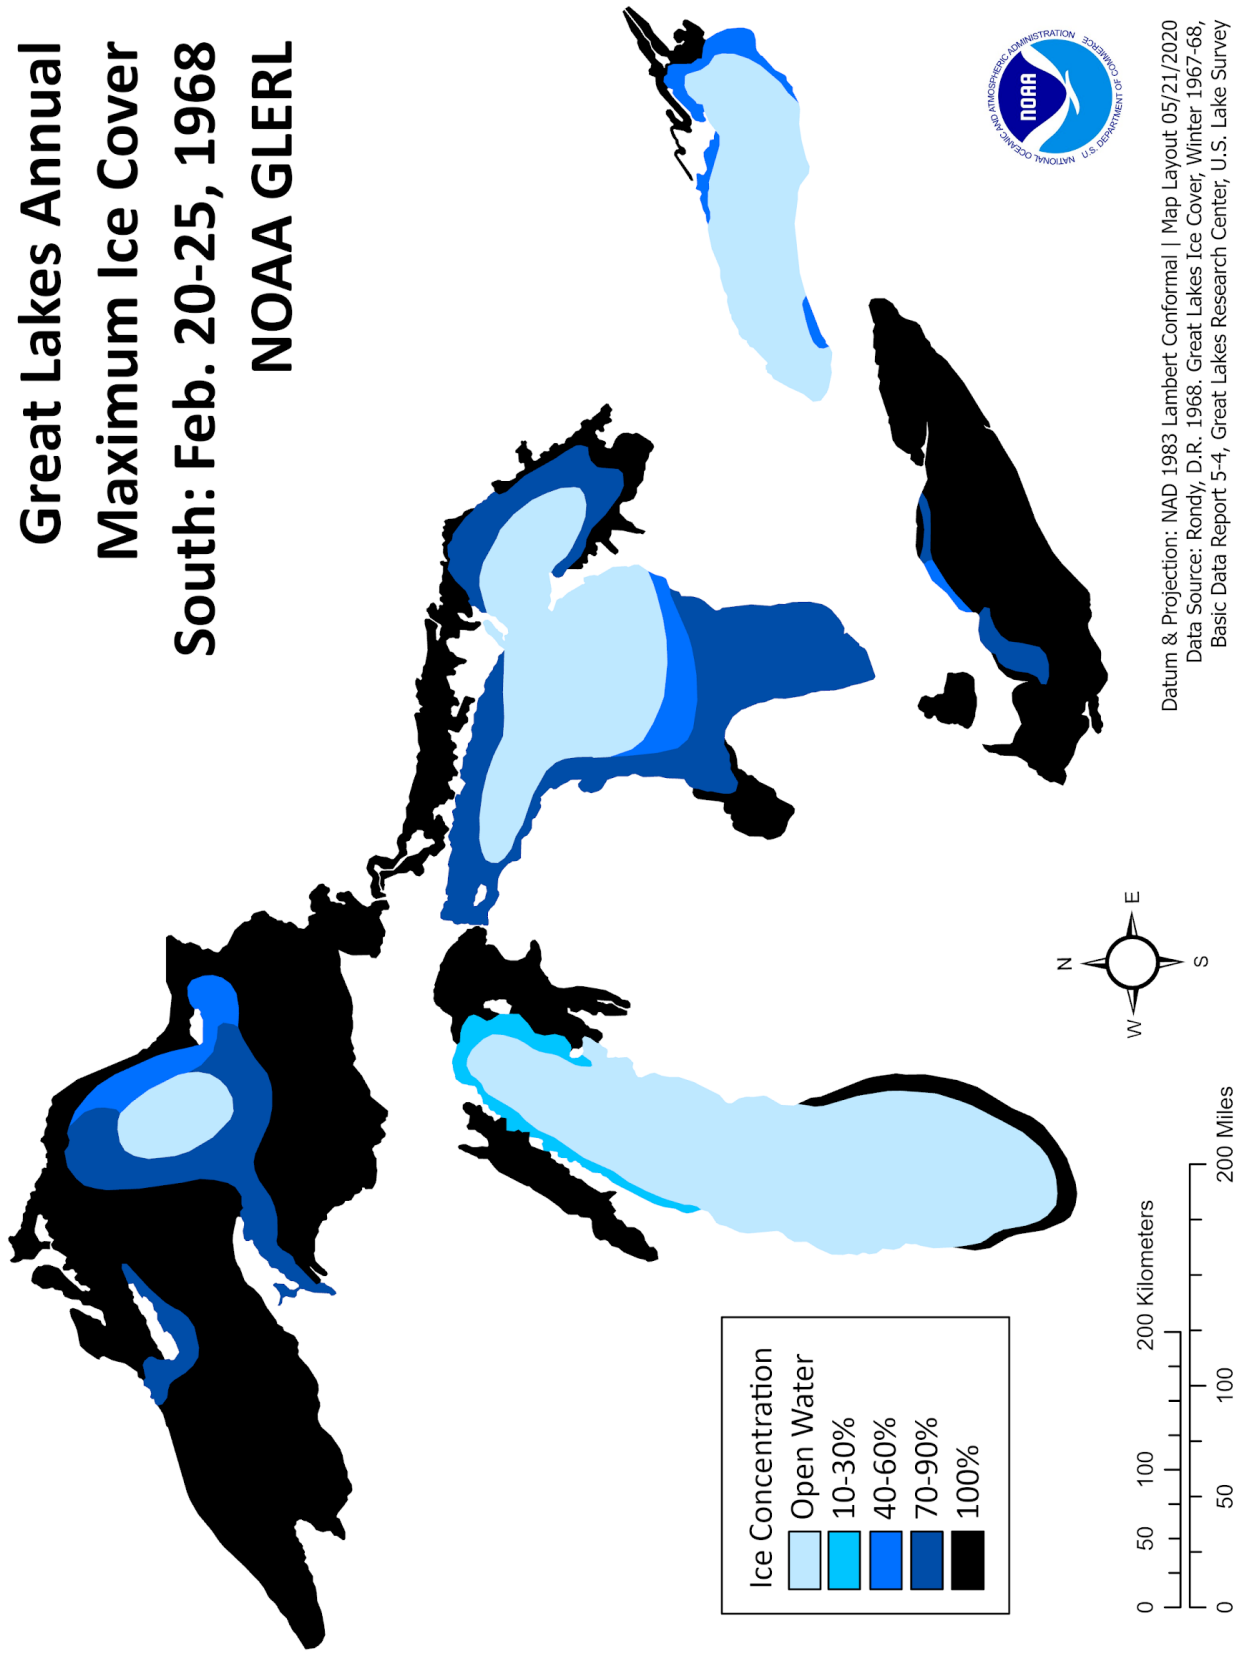 Great Lakes Annual
Maximum Ice Cover
South: Feb. 20-25, 1968
NOAA GLERL
NATIONAL OCEANIC AND ATMOSPHERIC ADMINISTRATION
NOAA
U.S. DEPARTMENT OF COMMERCE
Ice Concentration
Open Water
10-30%
40-60%
70-90%
100%
N
W E
S
0 50 100 200 Kilometers
0 50 100 200 Miles
Datum & Projection: NAD 1983 Lambert Conformal | Map Layout 05/21/2020
Data Source: Rondy, D.R. 1968. Great Lakes Ice Cover, Winter 1967-68,
Basic Data Report 5-4, Great Lakes Research Center, U.S. Lake Survey